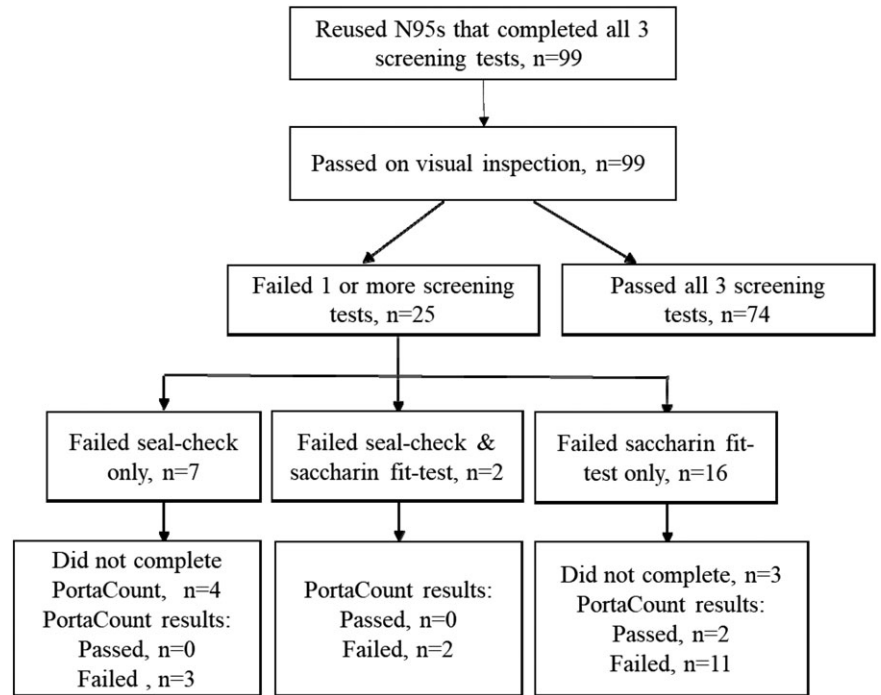 Reused N95s that completed all 3
screening tests, n=99
Passed on visual inspection, n=99
Failed 1 or more screening
tests, n=25
Passed all 3 screening
tests, n=74
Failed seal-check
only, n=7
Failed seal-check &
saccharin fit-test, n=2
Failed saccharin fit-
test only, n=16
Did not complete
PortaCount, n=4
PortaCount results:
Passed, n=0
Failed , n=3
PortaCount results:
Passed, n=0
Failed, n=2
Did not complete, n=3
PortaCount results:
Passed, n=2
Failed, n=11